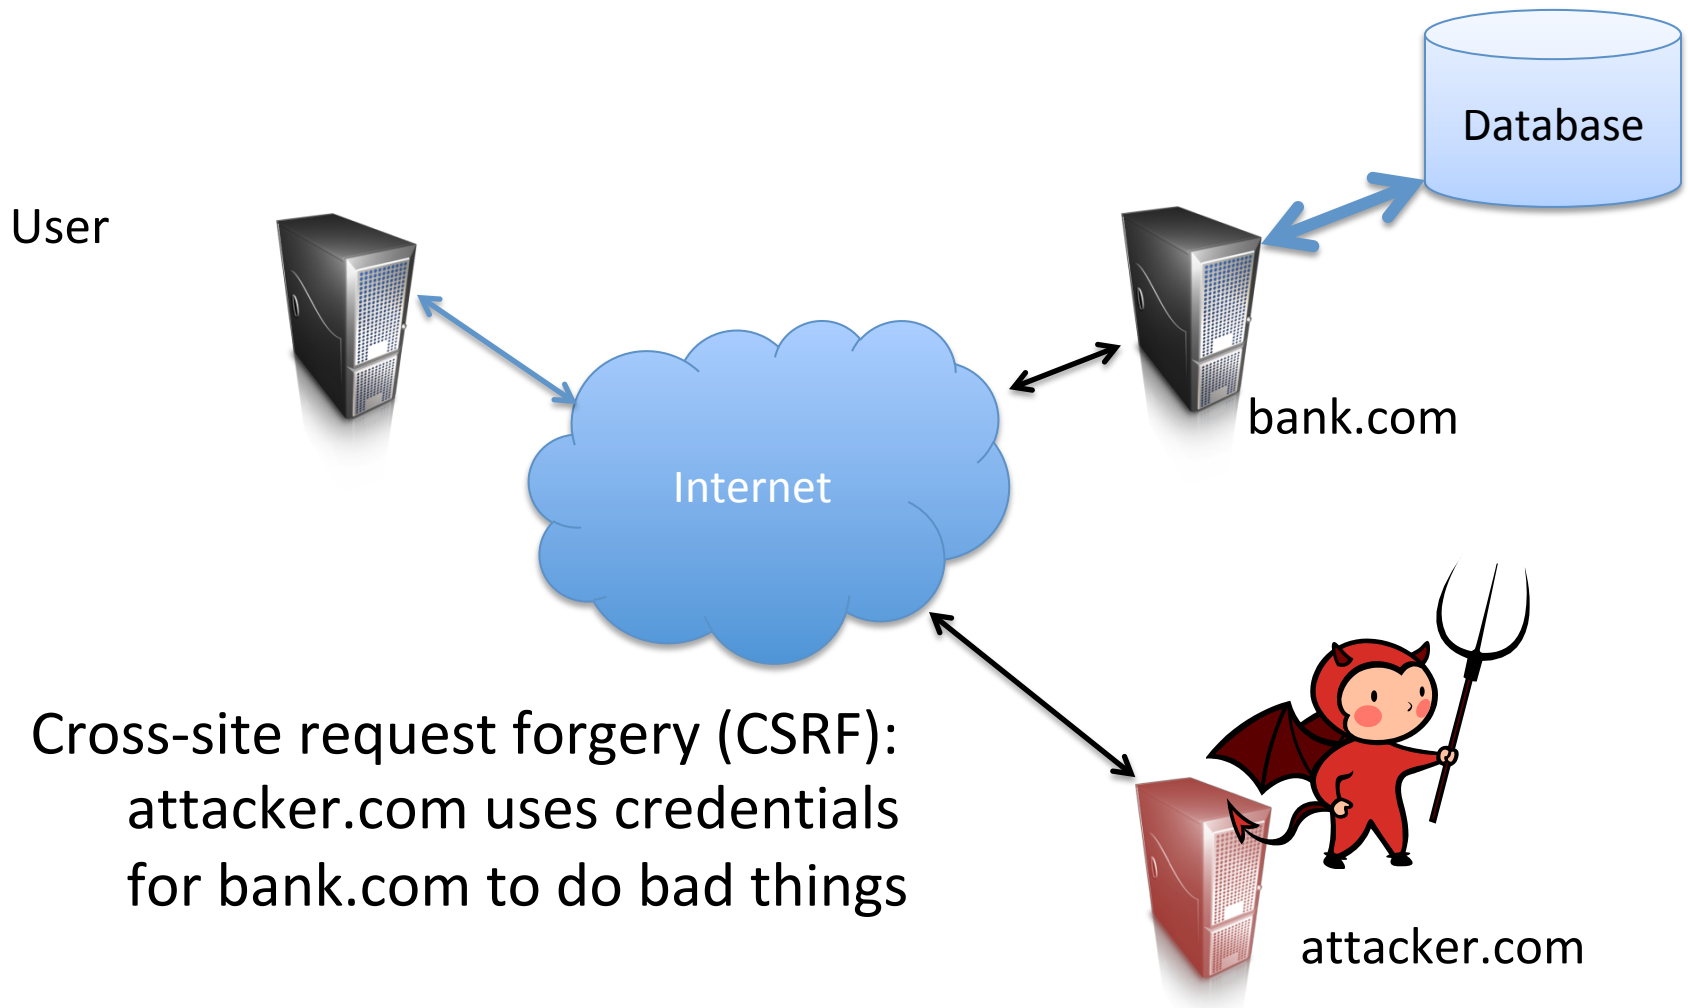 Database
User
bank.com
Internet
Cross-site request forgery (CSRF):
attacker.com uses credentials
for bank.com to do bad things
attacker.com